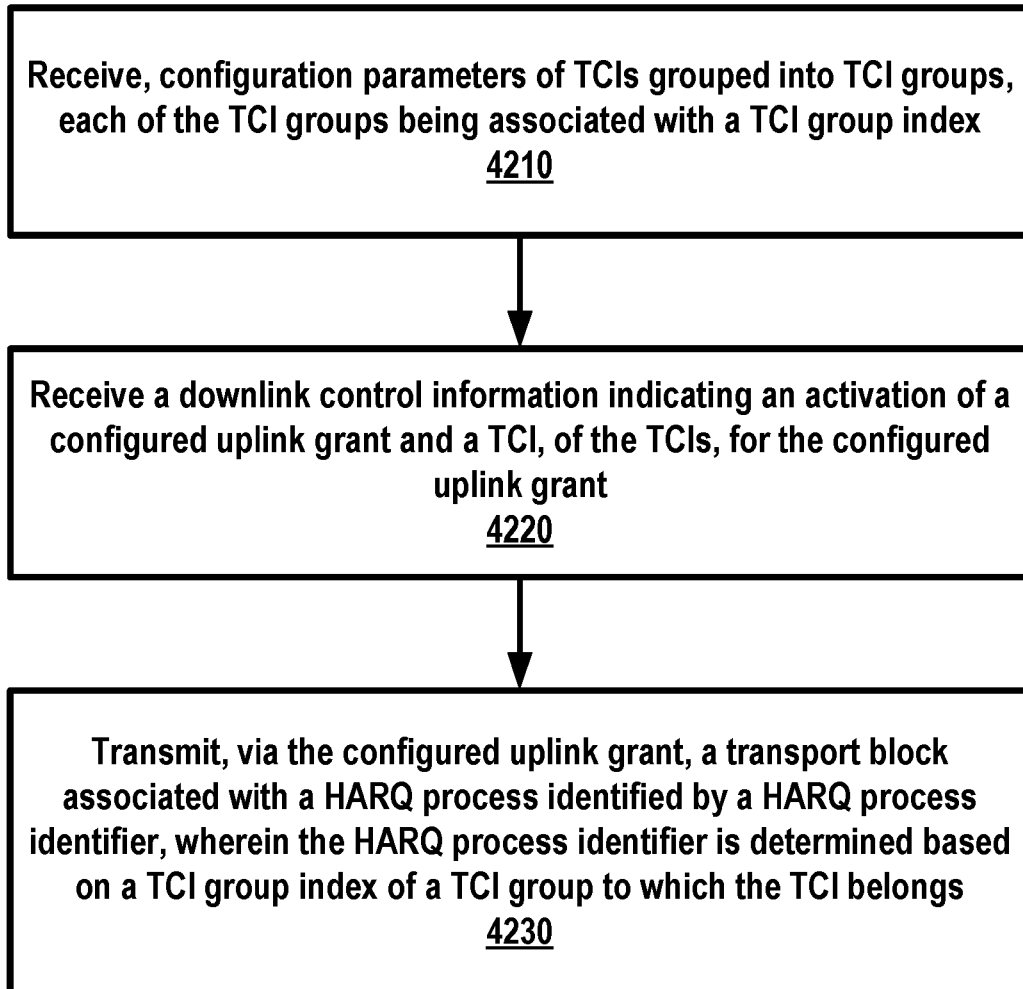 Receive, configuration parameters of TCIs grouped into TCI groups,
each of the TCI groups being associated with a TCI group index
4210
Receive a downlink control information indicating an activation of a
configured uplink grant and a TCI, of the TCIs, for the configured
uplink grant
4220
Transmit, via the configured uplink grant, a transport block
associated with a HARQ process identified by a HARQ process
identifier, wherein the HARQ process identifier is determined based
on a TCI group index of a TCI group to which the TCI belongs
4230